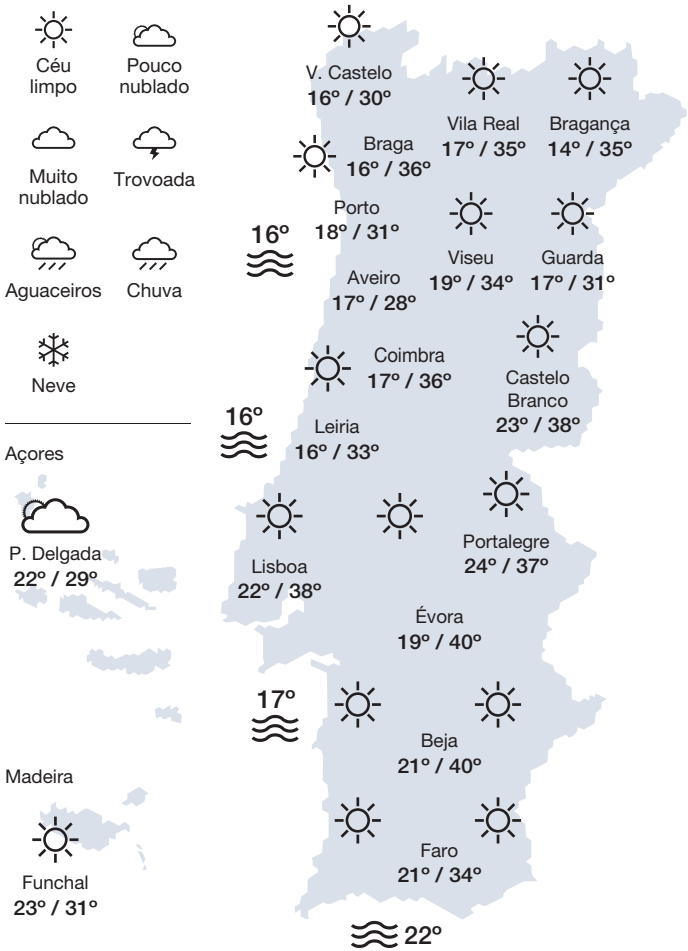 Céu
limpo
Pouco
nublado
Muito
nublado
Trovoada
Aguaceiros
Chuva
Neve
Açores
P. Delgada
22º / 29º
Madeira
Funchal
23º / 31º
V. Castelo
16º / 30º
Vila Real
17º / 35º
Bragança
14º / 35º
Braga
16º / 36º
Porto
18º / 31º
16º
Viseu
19º / 34º
Guarda
17º / 31º
Aveiro
17º / 28º
Coimbra
17º / 36º
Castelo
Branco
23º / 38º
16º
Leiria
16º / 33º
Portalegre
24º / 37º
Lisboa
22º / 38º
Évora
19º / 40º
17º
Beja
21º / 40º
Faro
21º / 34º
22º